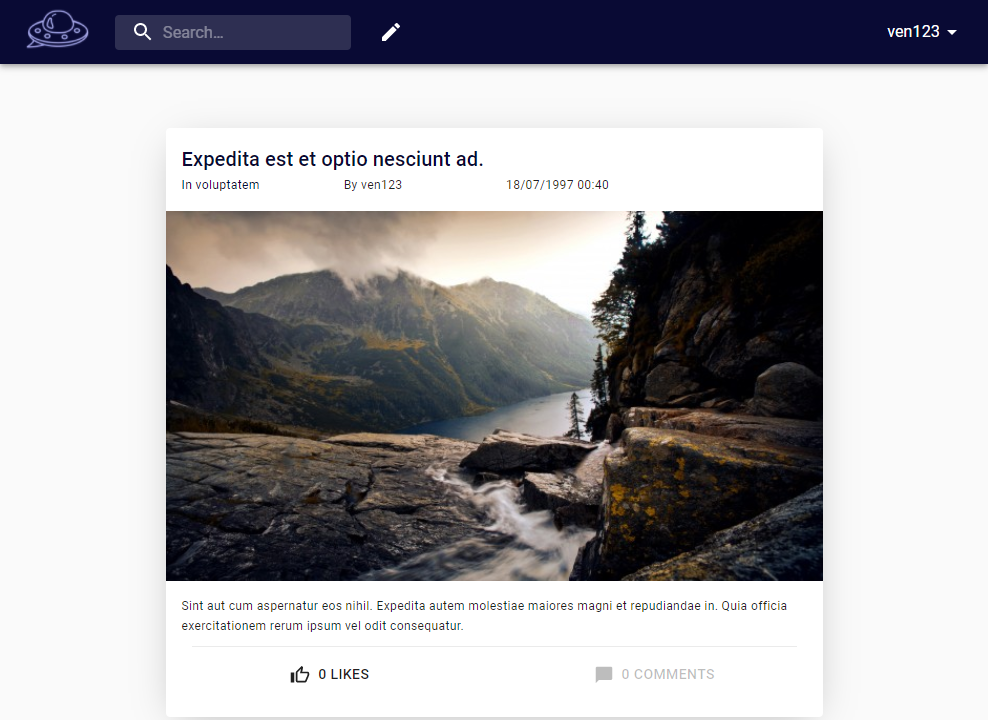 Search…
ven123
Expedita est et optio nesciunt ad.
In voluptatem By ven123 18/07/1997 00:40
Sint aut cum aspernatur eos nihil. Expedita autem molestiae maiores magni et repudiandae in. Quia officia
exercitationem rerum ipsum vel odit consequatur.
0 LIKES 0 COMMENTS